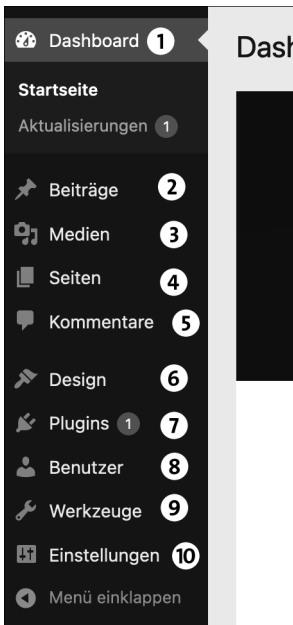 Dashboard 1
Dash
Startseite
Aktualisierungen 1
Beiträge 2
Medien 3
Seiten 4
Kommentare 5
Design 6
Plugins 1 7
Benutzer 8
Werkzeuge 9
Einstellungen 10
Menü einklappen